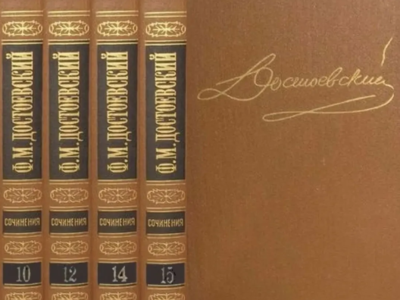 Ф. М. ДОСТОЕВСКИЙ
СОЧИНЕНИЯ
10
Ф. М. ДОСТОЕВСКИЙ
СОЧИНЕНИЯ
12
Ф. М. ДОСТОЕВСКИЙ
СОЧИНЕНИЯ
14
Ф. М. ДОСТОЕВСКИЙ
СОЧИНЕНИЯ
15
Достоевский